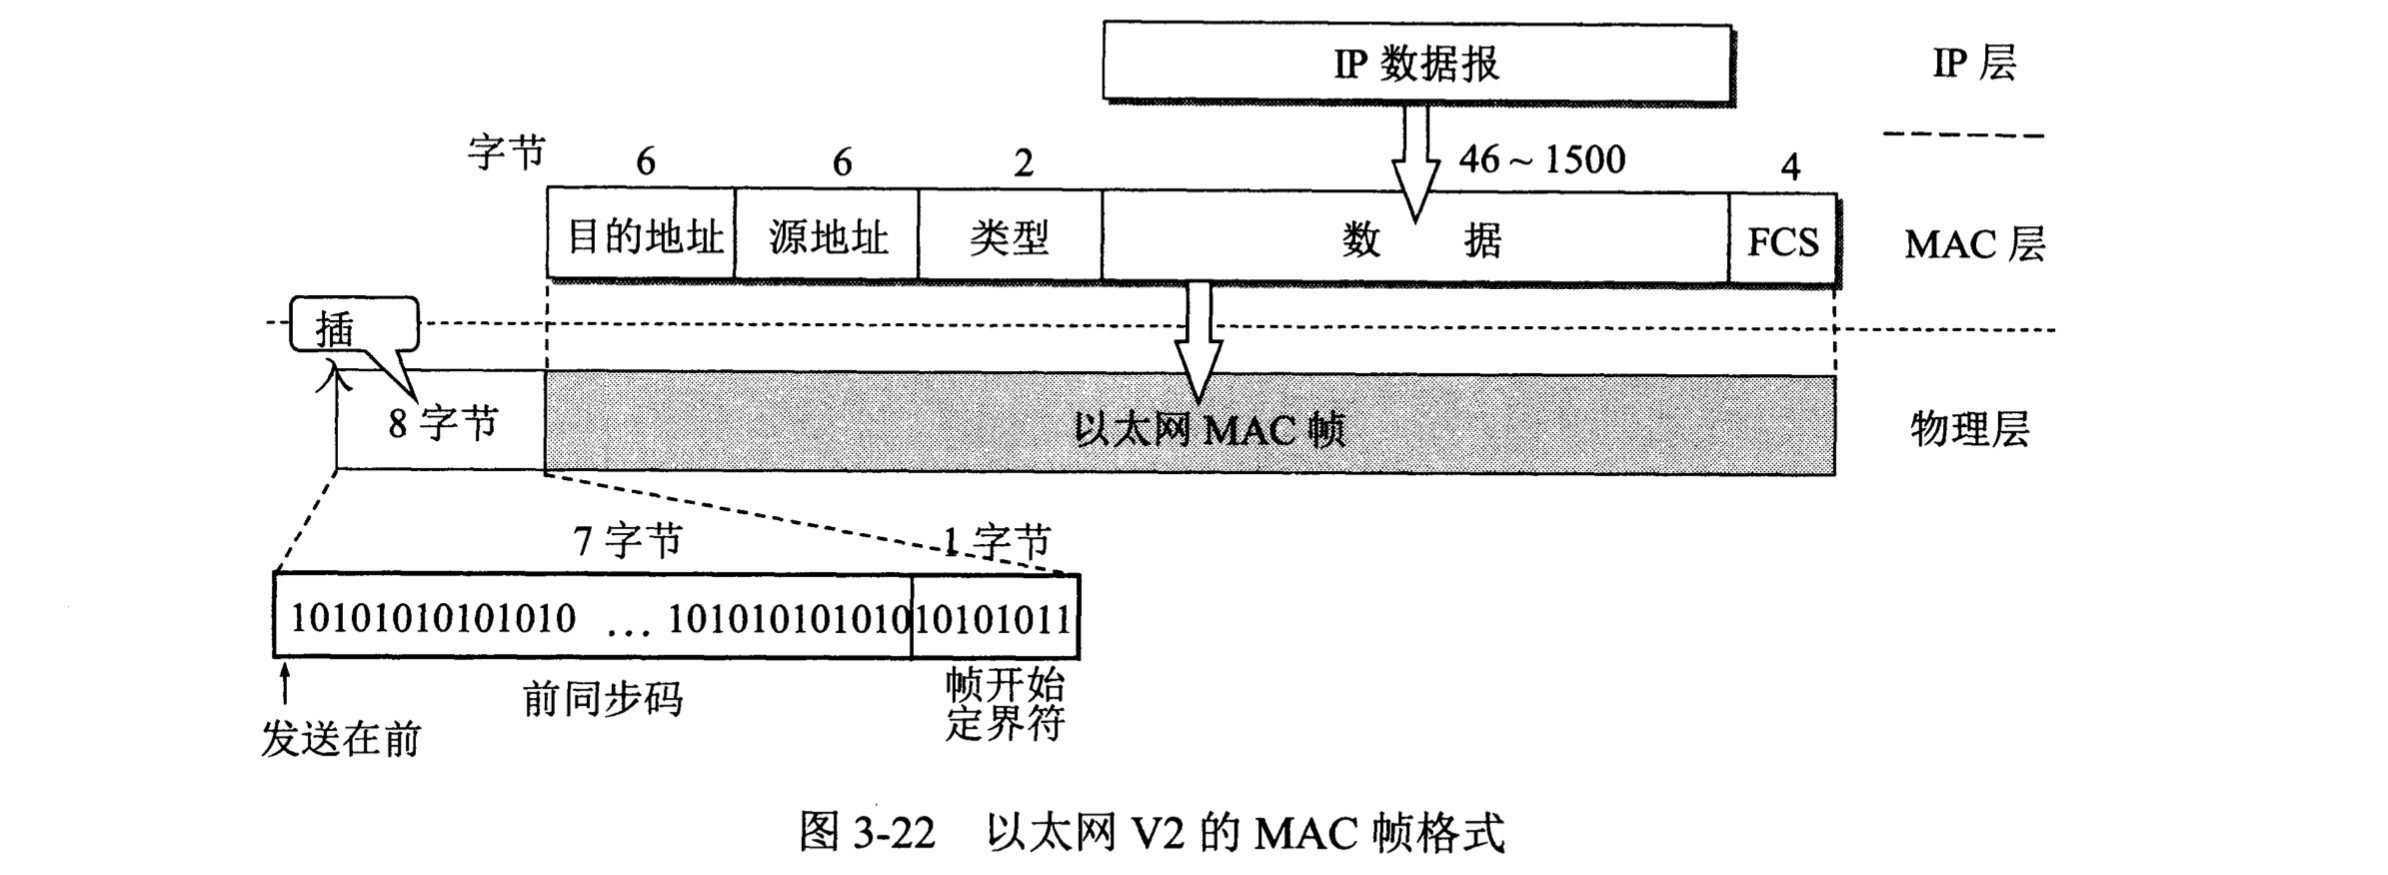 IP 数据报
IP 层
字节
6
6
2
46 ~ 1500
4
目的地址
源地址
类型
数 据
FCS
MAC 层
插
入
8 字节
以太网 MAC 帧
物理层
7 字节
1 字节
10101010101010 … 101010101010
10101011
前同步码
帧开始
定界符
发送在前
图 3-22 以太网 V2 的 MAC 帧格式